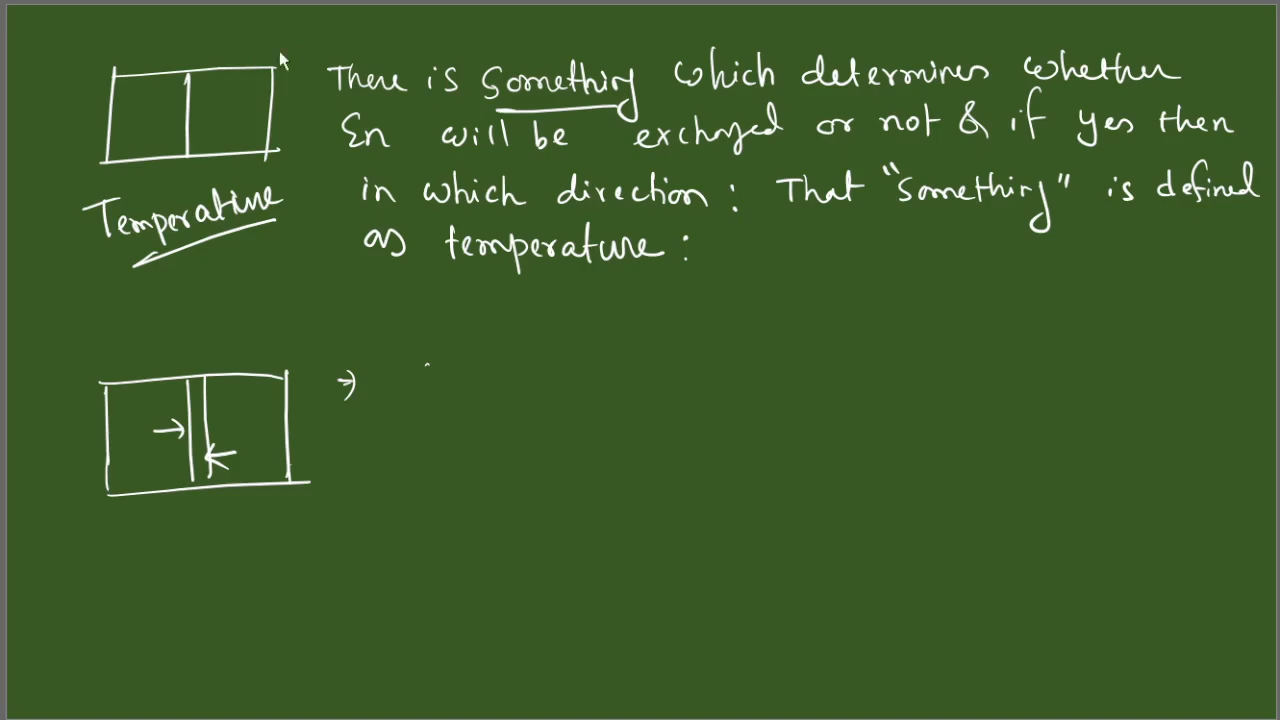 There is something which determines whether
En will be exchanged or not & if yes then
in which direction : That "something" is defined
as temperature :
Temperature
→